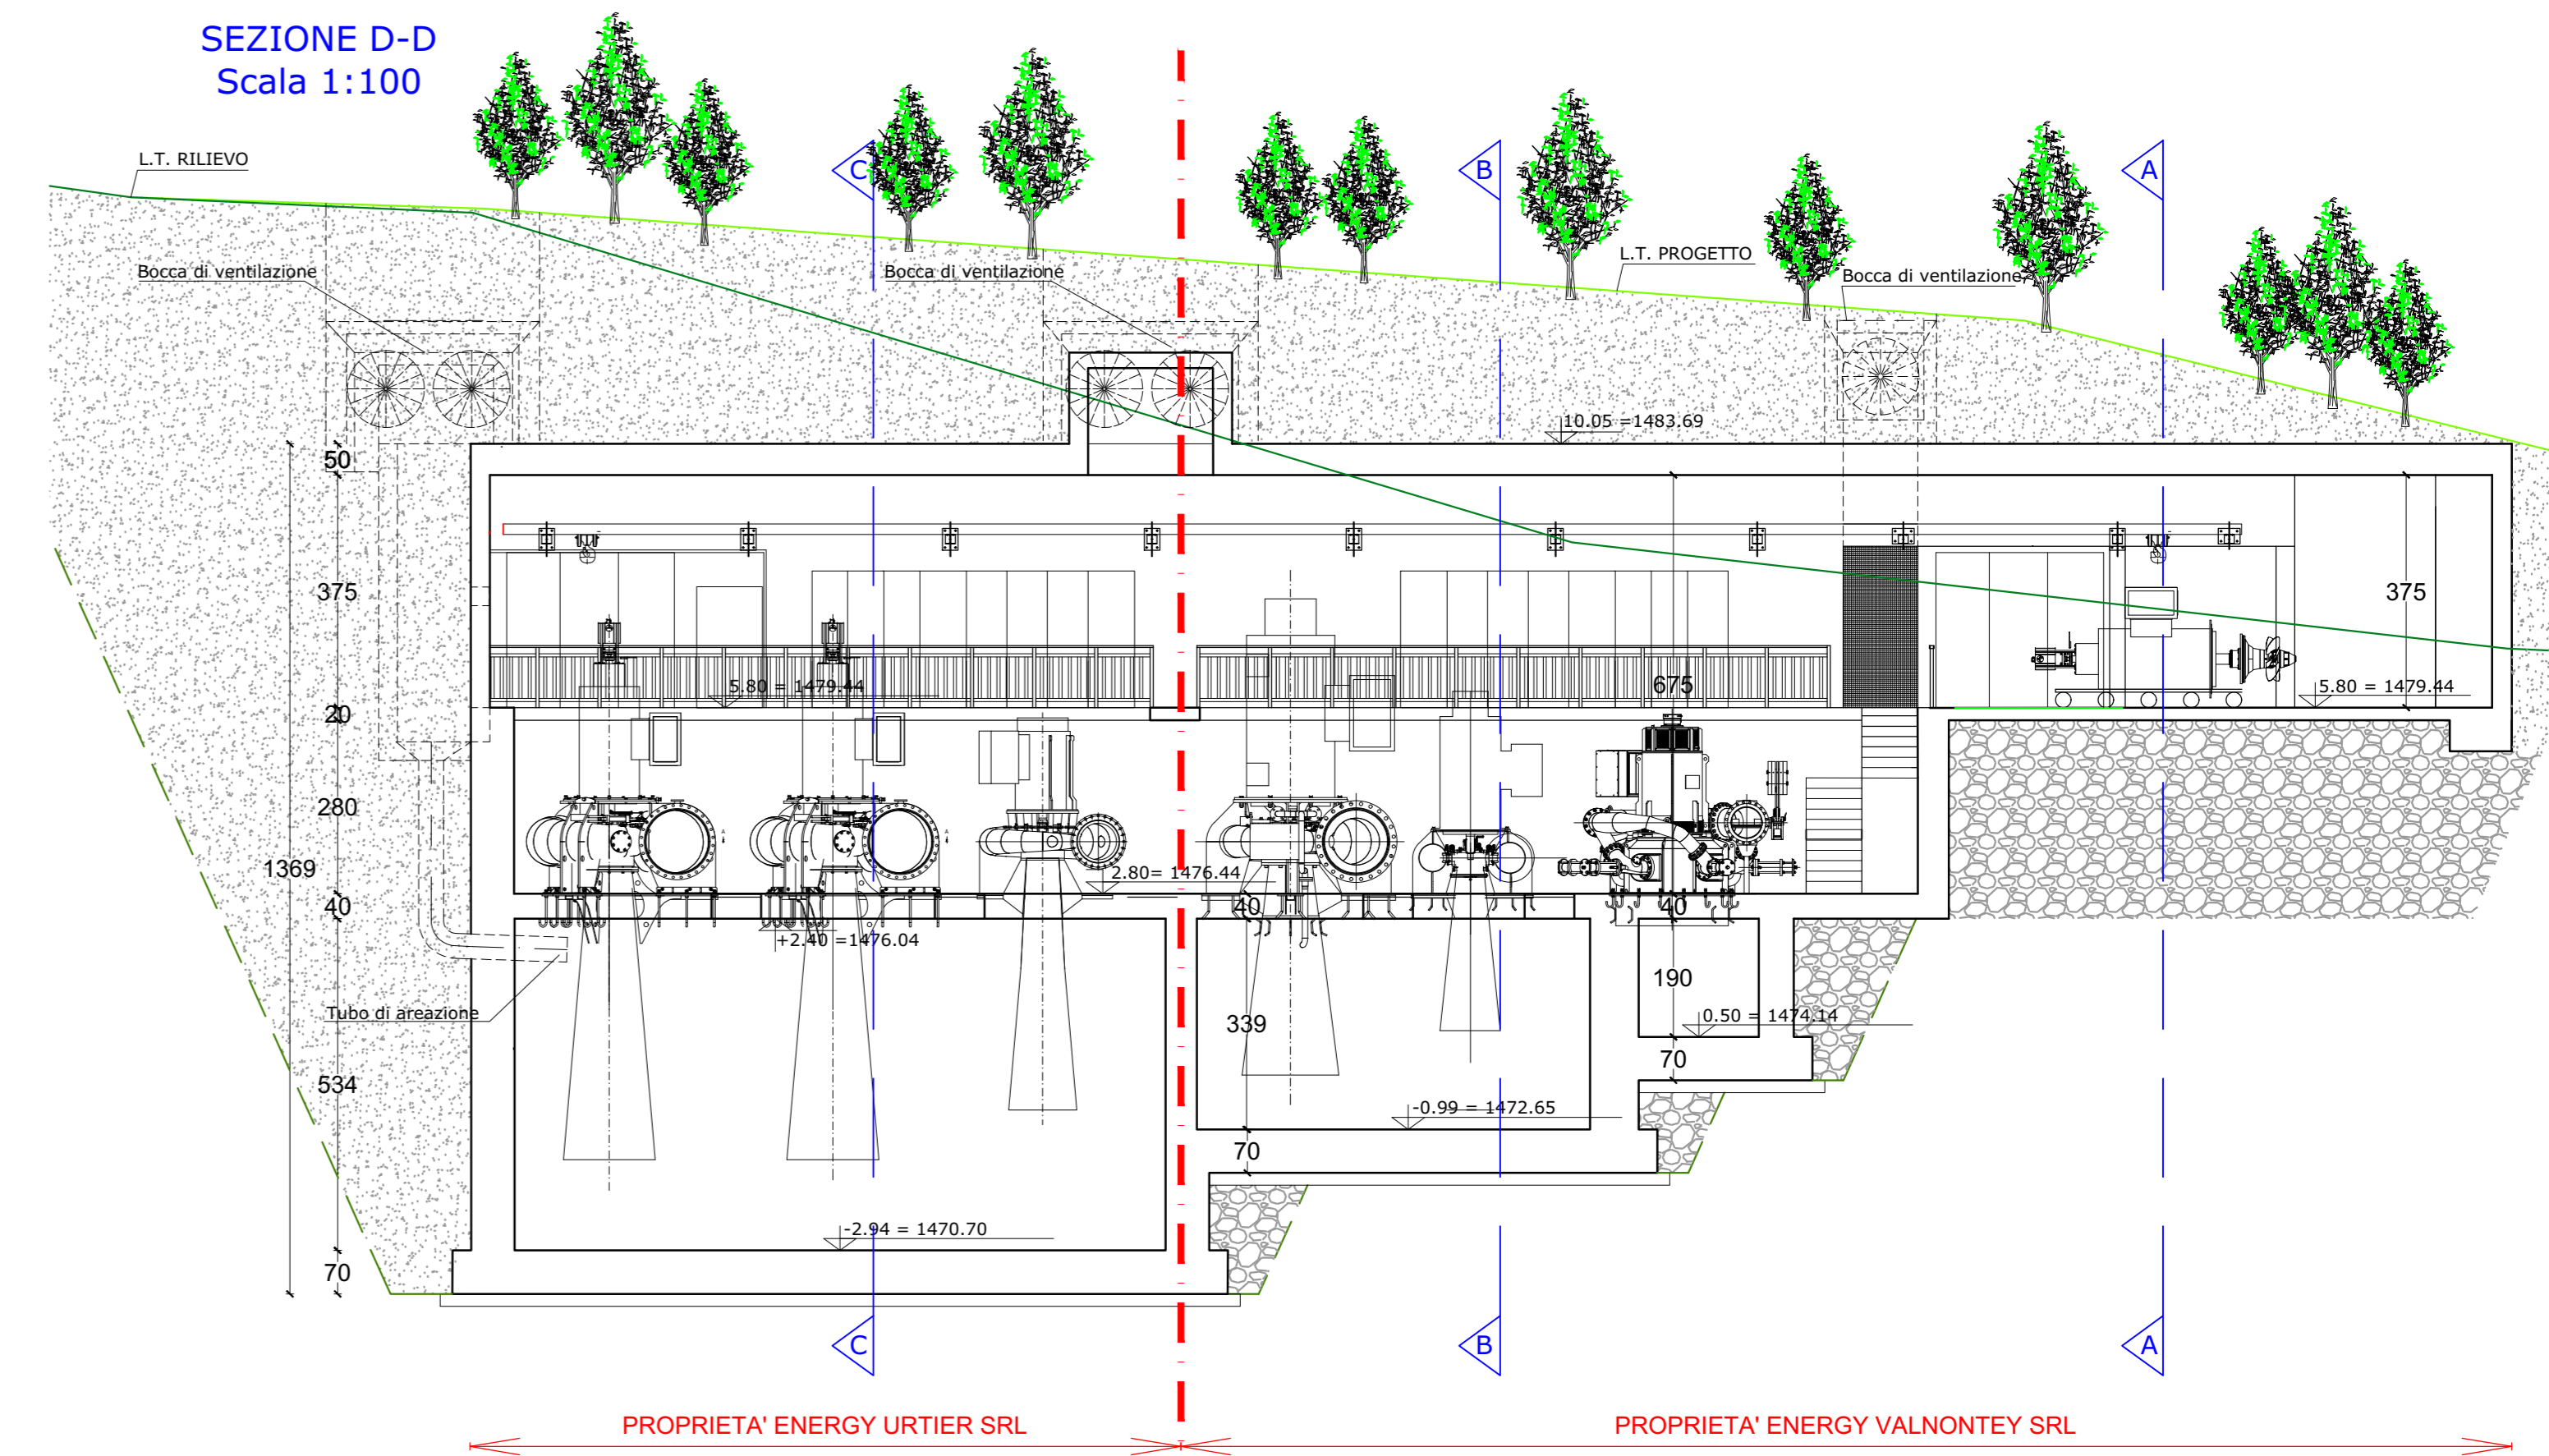 SEZIONE D-D
Scala 1:100
L.T. RILIEVO
C
B
A
Bocca di ventilazione
Bocca di ventilazione
L.T. PROGETTO
Bocca di ventilazione
10.05 =1483.69
50
375
375
675
5.80 = 1479.44
5.80 = 1479.44
20
280
1369
2.80= 1476.44
40
40
40
+2.40 =1476.04
190
Tubo di areazione
339
0.50 = 1474.14
70
534
-0.99 = 1472.65
70
-2.94 = 1470.70
70
C
B
A
PROPRIETA' ENERGY URTIER SRL
PROPRIETA' ENERGY VALNONTEY SRL